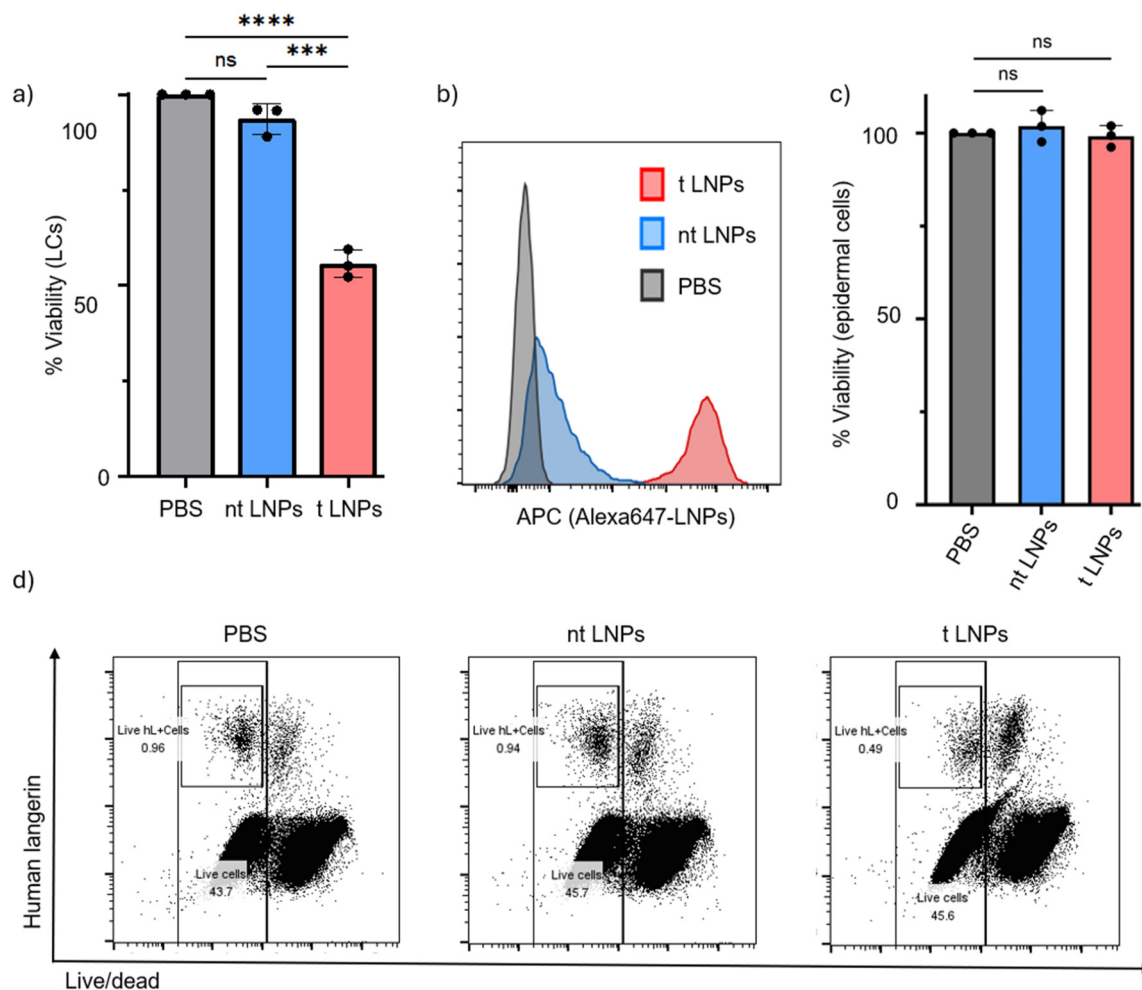 a)
****
ns
***
% Viability (LCs)
100
50
0
PBS
nt LNPs
t LNPs
b)
t LNPs
nt LNPs
PBS
APC (Alexa647-LNPs)
c)
ns
ns
% Viability (epidermal cells)
100
50
0
PBS
nt LNPs
t LNPs
d)
PBS
nt LNPs
t LNPs
Human langerin
Live hL+Cells
0.96
Live cells
43.7
Live hL+Cells
0.94
Live cells
45.7
Live hL+Cells
0.49
Live cells
45.6
Live/dead